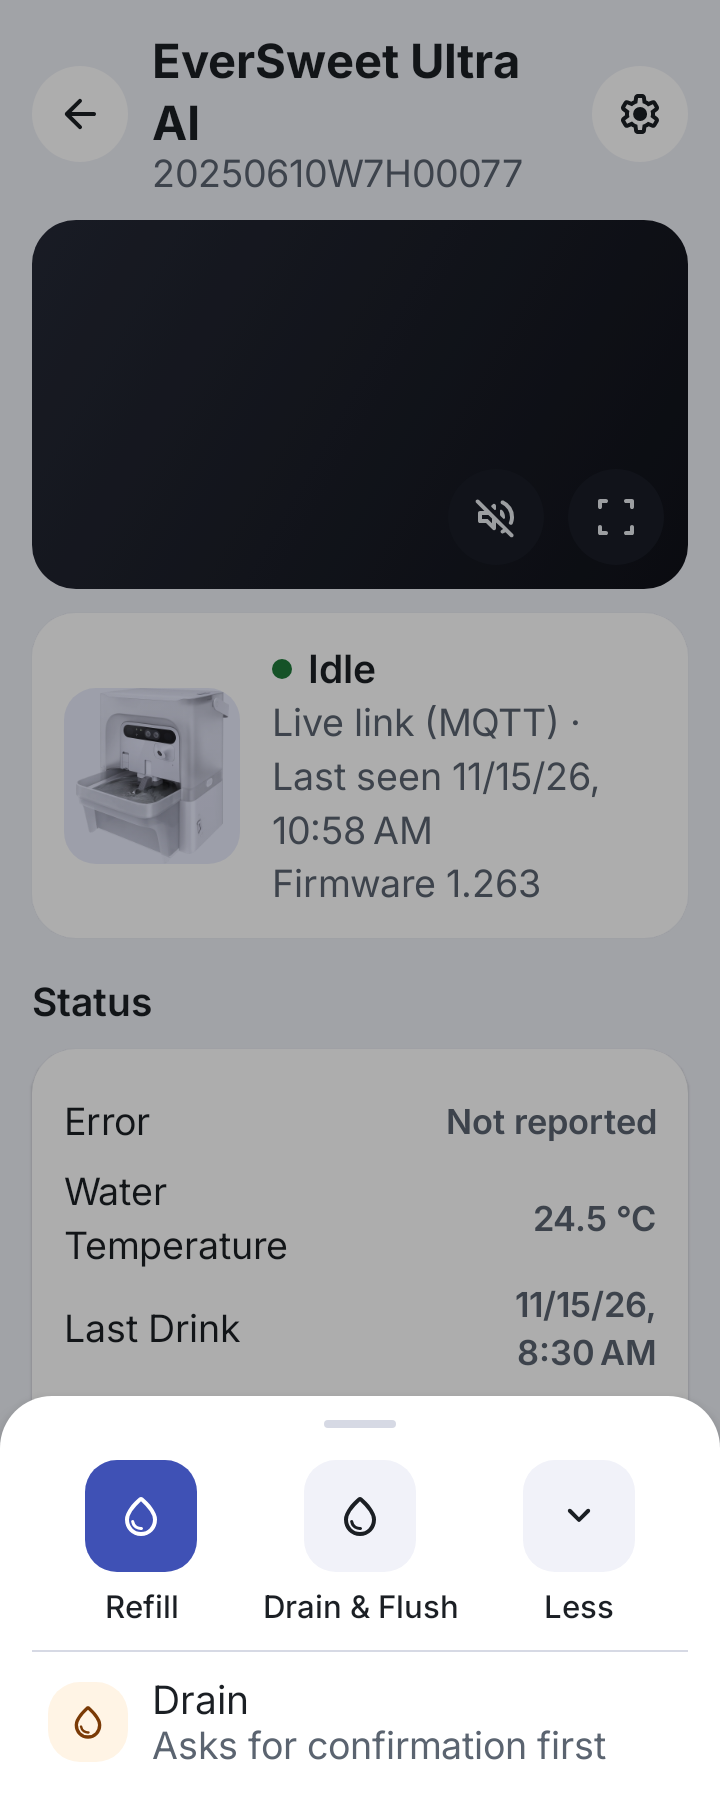 EverSweet Ultra
AI
20250610W7H00077
Idle
Live link (MQTT) ·
Last seen 11/15/26,
10:58 AM
Firmware 1.263
Status
Error
Not reported
Water
Temperature
24.5 °C
Last Drink
11/15/26,
8:30 AM
Refill
Drain & Flush
Less
Drain
Asks for confirmation first